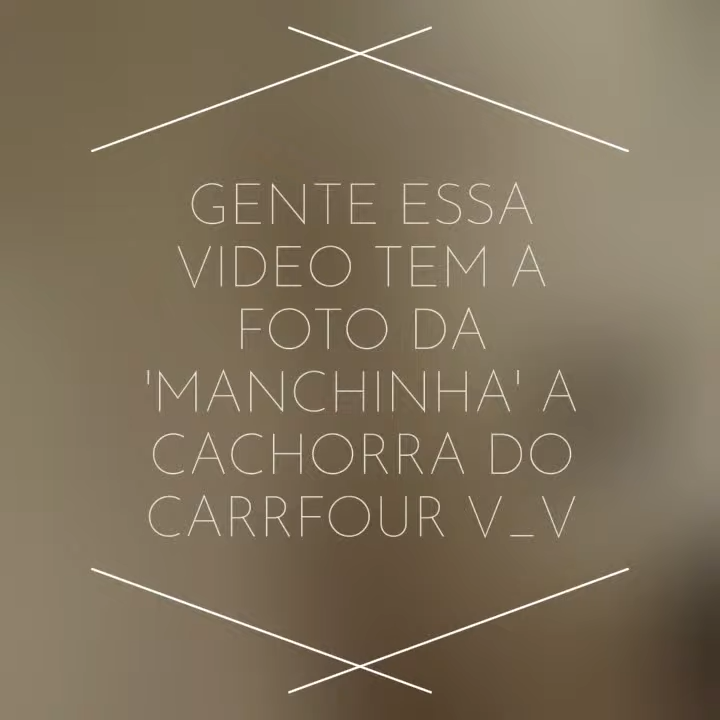 GENTE ESSA
VIDEO TEM A
FOTO DA
'MANCHINHA' A
CACHORRA DO
CARRFOUR V_V